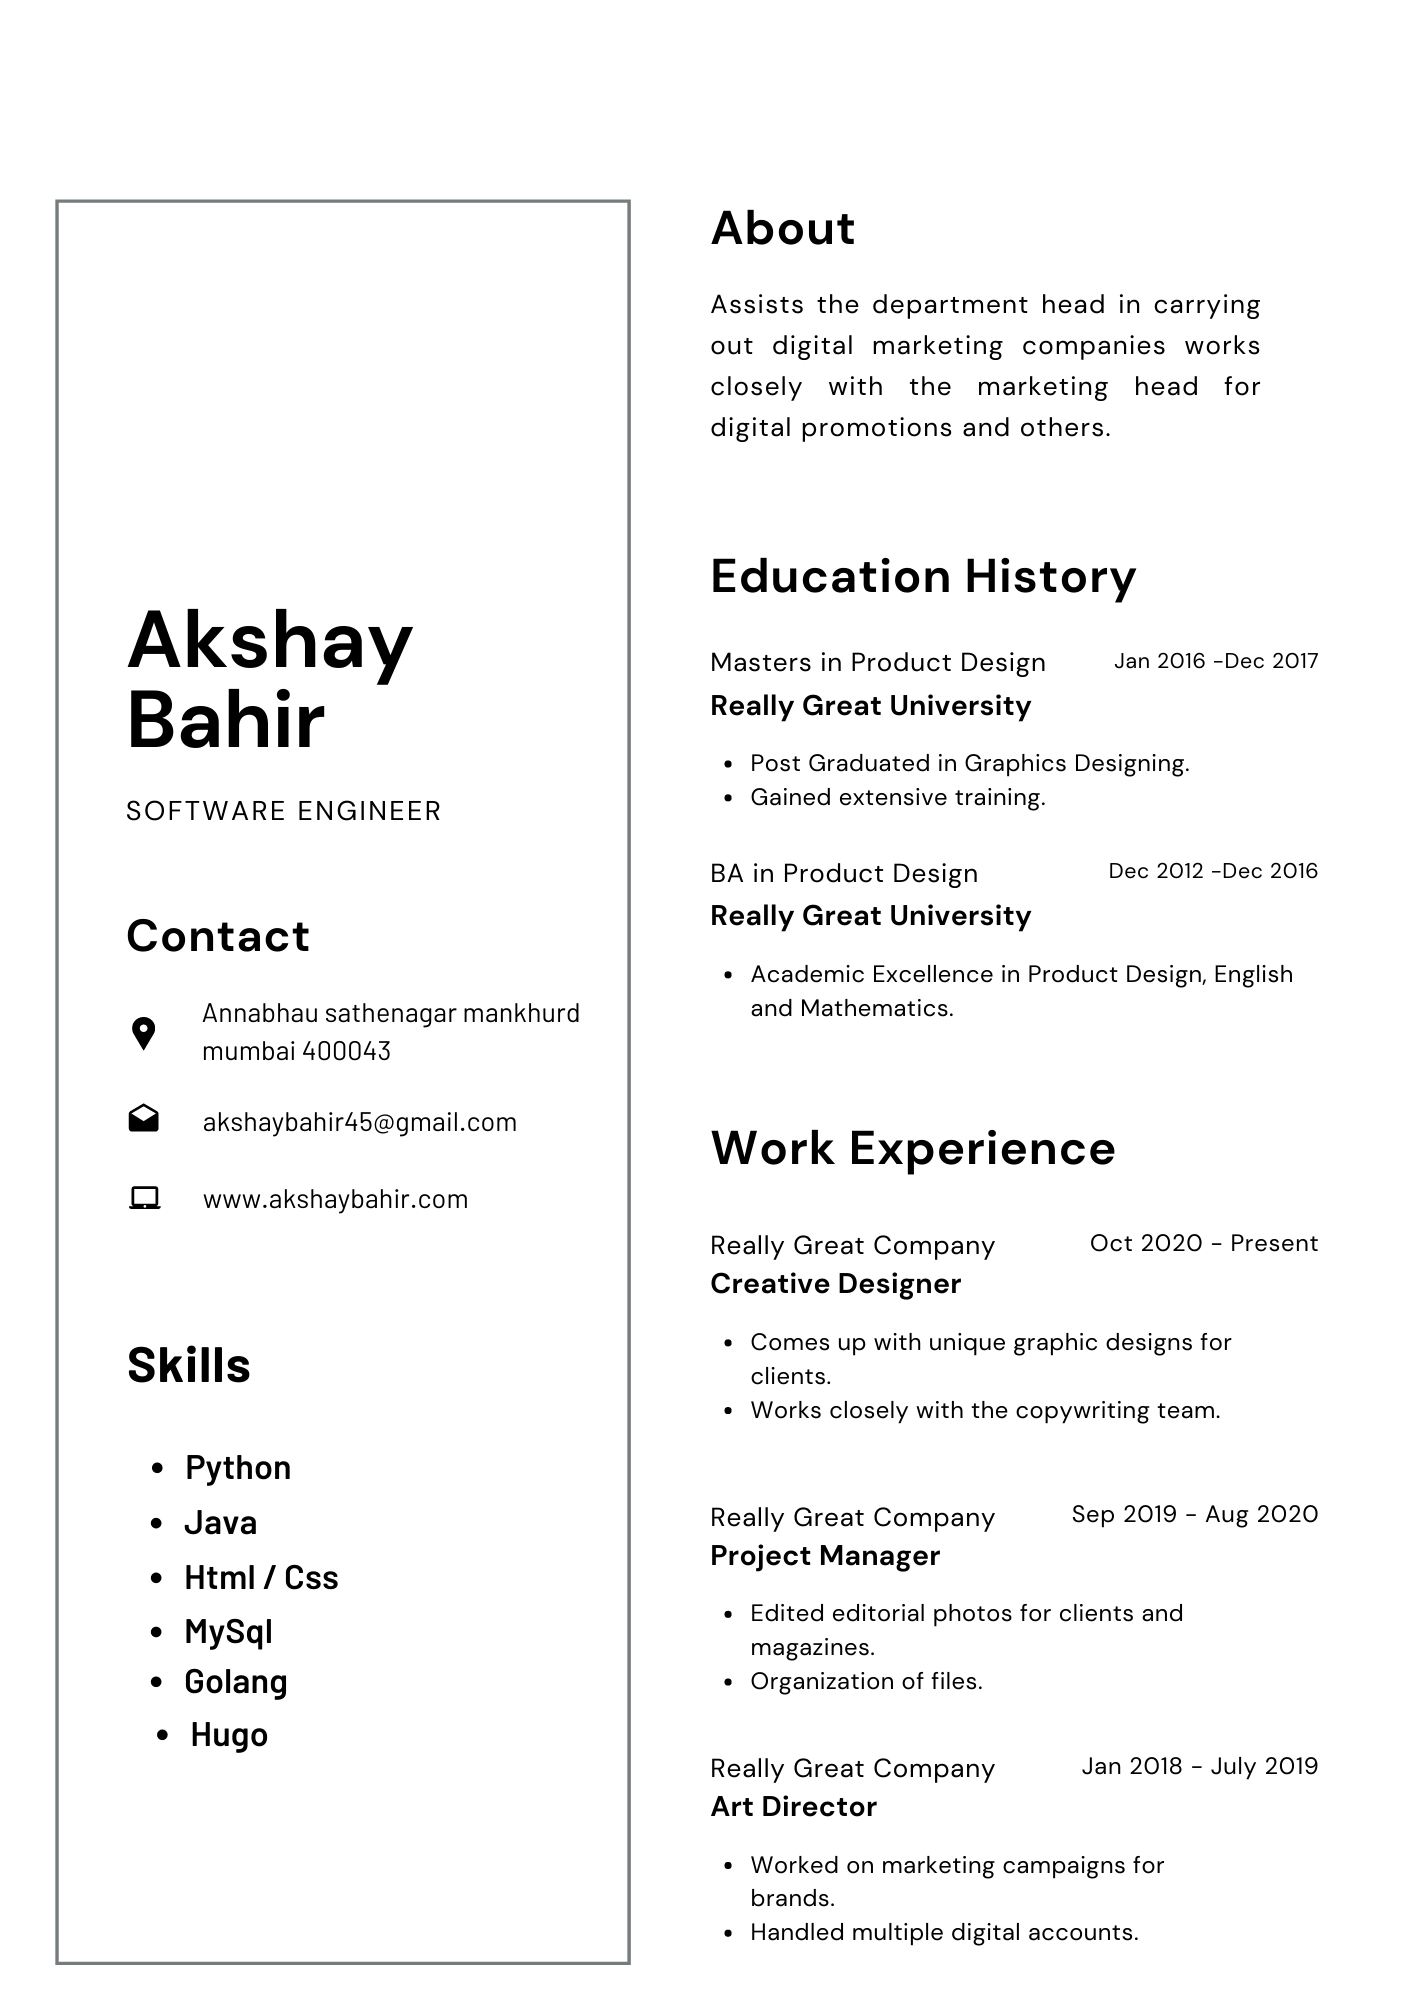 Akshay
Bahir
SOFTWARE ENGINEER
Contact
Annabhau sathenagar mankhurd
mumbai 400043
akshaybahir45@gmail.com
www.akshaybahir.com
Skills
• Python
• Java
• Html / Css
• MySql
• Golang
• Hugo
About
Assists the department head in carrying
out digital marketing companies works
closely with the marketing head for
digital promotions and others.
Education History
Masters in Product Design Jan 2016 -Dec 2017
Really Great University
• Post Graduated in Graphics Designing.
• Gained extensive training.
BA in Product Design Dec 2012 -Dec 2016
Really Great University
• Academic Excellence in Product Design, English
and Mathematics.
Work Experience
Really Great Company Oct 2020 - Present
Creative Designer
• Comes up with unique graphic designs for
clients.
• Works closely with the copywriting team.
Really Great Company Sep 2019 - Aug 2020
Project Manager
• Edited editorial photos for clients and
magazines.
• Organization of files.
Really Great Company Jan 2018 - July 2019
Art Director
• Worked on marketing campaigns for
brands.
• Handled multiple digital accounts.